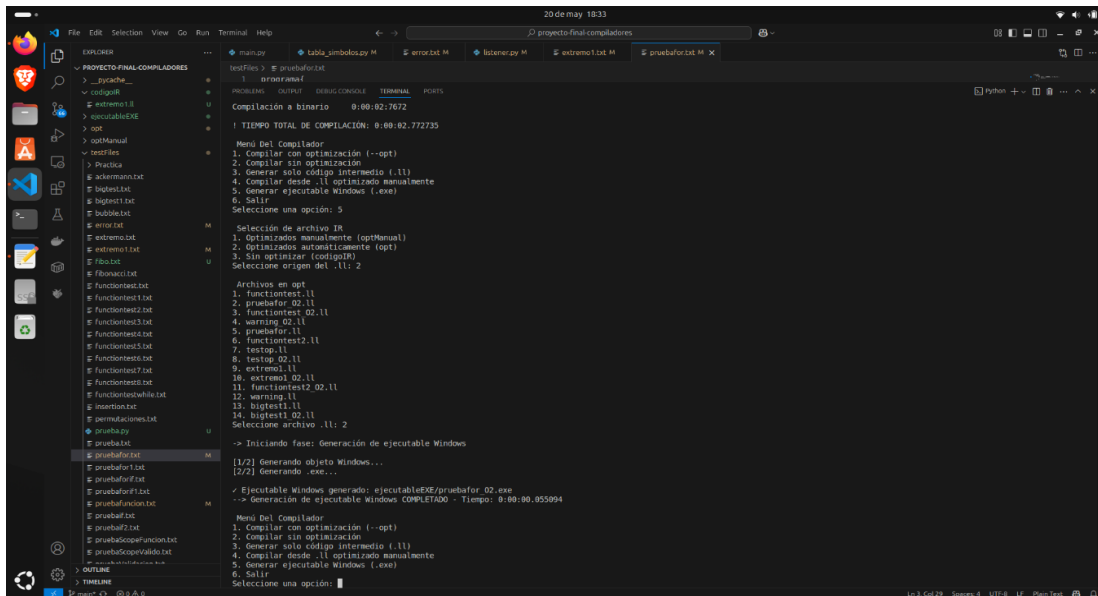 20 de may 18:33
File Edit Selection View Go Run Terminal Help
proyecto-final-compiladores
EXPLORER
PROYECTO-FINAL-COMPILADORES
__pycache__
codigoIR
extremo1.ll U
ejecutableEXE
opt
optManual
testFiles
Practica
ackermann.txt
bigtest.txt
bigtest1.txt
bubble.txt
error.txt M
extremo.txt
extremo1.txt M
Fibo.txt U
fibonacci.txt
functiontest.txt
functiontest1.txt
functiontest2.txt
functiontest3.txt
functiontest4.txt
functiontest5.txt
functiontest6.txt
functiontest7.txt
functiontest8.txt
functiontestwhile.txt
insertion.txt
permutaciones.txt
prueba.py U
prueba.txt
pruebafor.txt M
pruebafor1.txt
pruebaforif.txt
pruebaforif1.txt
pruebafuncion.txt M
pruebaif.txt
pruebaif2.txt
pruebaScopeFuncion.txt
pruebaScopeValido.txt
OUTLINE
TIMELINE
main.py tabla_simbolos.py M error.txt M listener.py M extremo1.txt M pruebafor.txt M
testFiles > pruebafor.txt
1 programa{
PROBLEMS OUTPUT DEBUG CONSOLE TERMINAL PORTS
Python
Compilación a binario 0:00:02:7672
! TIEMPO TOTAL DE COMPILACIÓN: 0:00:02.772735
Menú Del Compilador
1. Compilar con optimización (--opt)
2. Compilar sin optimización
3. Generar solo código intermedio (.ll)
4. Compilar desde .ll optimizado manualmente
5. Generar ejecutable Windows (.exe)
6. Salir
Seleccione una opción: 5
Selección de archivo IR
1. Optimizados manualmente (optManual)
2. Optimizados automáticamente (opt)
3. Sin optimizar (codigoIR)
Seleccione origen del .ll: 2
Archivos en opt
1. functiontest.ll
2. pruebafor_O2.ll
3. functiontest_O2.ll
4. warning_O2.ll
5. pruebafor.ll
6. functiontest2.ll
7. testop.ll
8. testop_O2.ll
9. extremo1.ll
10. extremo1_O2.ll
11. functiontest2_O2.ll
12. warning.ll
13. bigtest1.ll
14. bigtest1_O2.ll
Seleccione archivo .ll: 2
-> Iniciando fase: Generación de ejecutable Windows
[1/2] Generando objeto Windows...
[2/2] Generando .exe...
✓ Ejecutable Windows generado: ejecutableEXE/pruebafor_O2.exe
--> Generación de ejecutable Windows COMPLETADO - Tiempo: 0:00:00.055094
Menú Del Compilador
1. Compilar con optimización (--opt)
2. Compilar sin optimización
3. Generar solo código intermedio (.ll)
4. Compilar desde .ll optimizado manualmente
5. Generar ejecutable Windows (.exe)
6. Salir
Seleccione una opción:
main* 0 0
Ln 3, Col 29 Spaces: 4 UTF-8 LF Plain Text